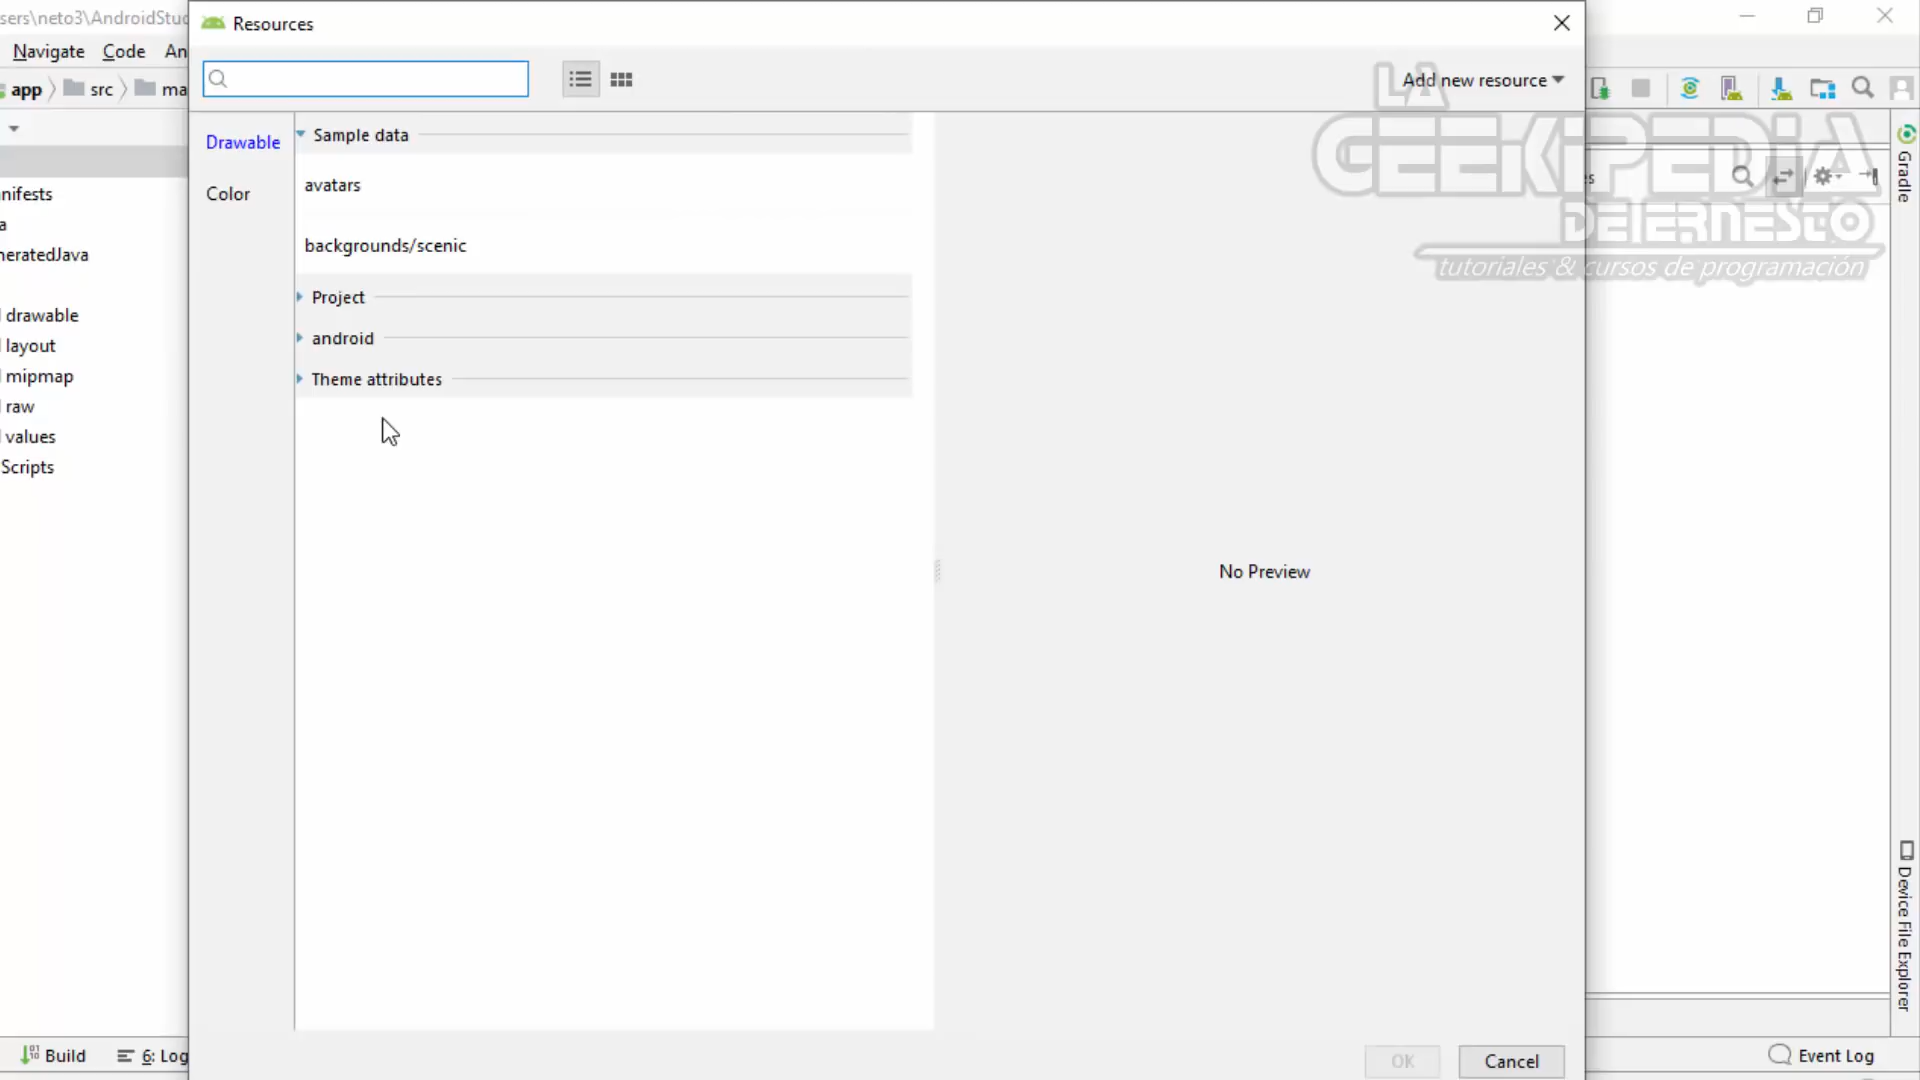 sers\neto3\AndroidStud
Resources
Navigate Code An
app src ma
Add new resource
LA
GEEKIPEDIA
DE ERNESTO
tutoriales & cursos de programación
Drawable
Color
Sample data
avatars
backgrounds/scenic
Project
android
Theme attributes
No Preview
nifests
a
neratedJava
drawable
layout
mipmap
raw
values
Scripts
s
Gradle
Device File Explorer
OK
Cancel
Build
6: Log
Event Log